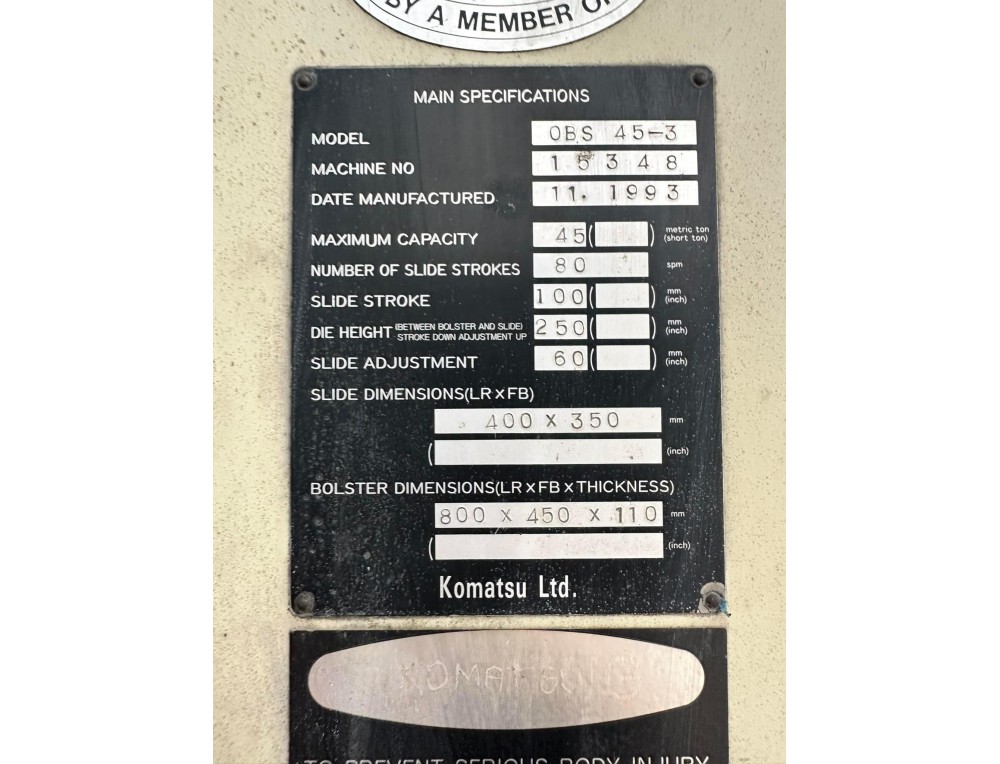 BY A MEMBER OF
MAIN SPECIFICATIONS
MODEL OBS 45-3
MACHINE NO 15348
DATE MANUFACTURED 11. 1993
MAXIMUM CAPACITY 45 ( ) metric ton (short ton)
NUMBER OF SLIDE STROKES 80 spm
SLIDE STROKE 100 ( ) mm (inch)
DIE HEIGHT (BETWEEN BOLSTER AND SLIDE) STROKE DOWN ADJUSTMENT UP 250 ( ) mm (inch)
SLIDE ADJUSTMENT 60 ( ) mm (inch)
SLIDE DIMENSIONS(LR×FB)
400 X 350 mm
( (inch)
BOLSTER DIMENSIONS(LR×FB×THICKNESS)
800 X 450 X 110 mm
( (inch)
Komatsu Ltd.
TO PREVENT SERIOUS BODY INJURY